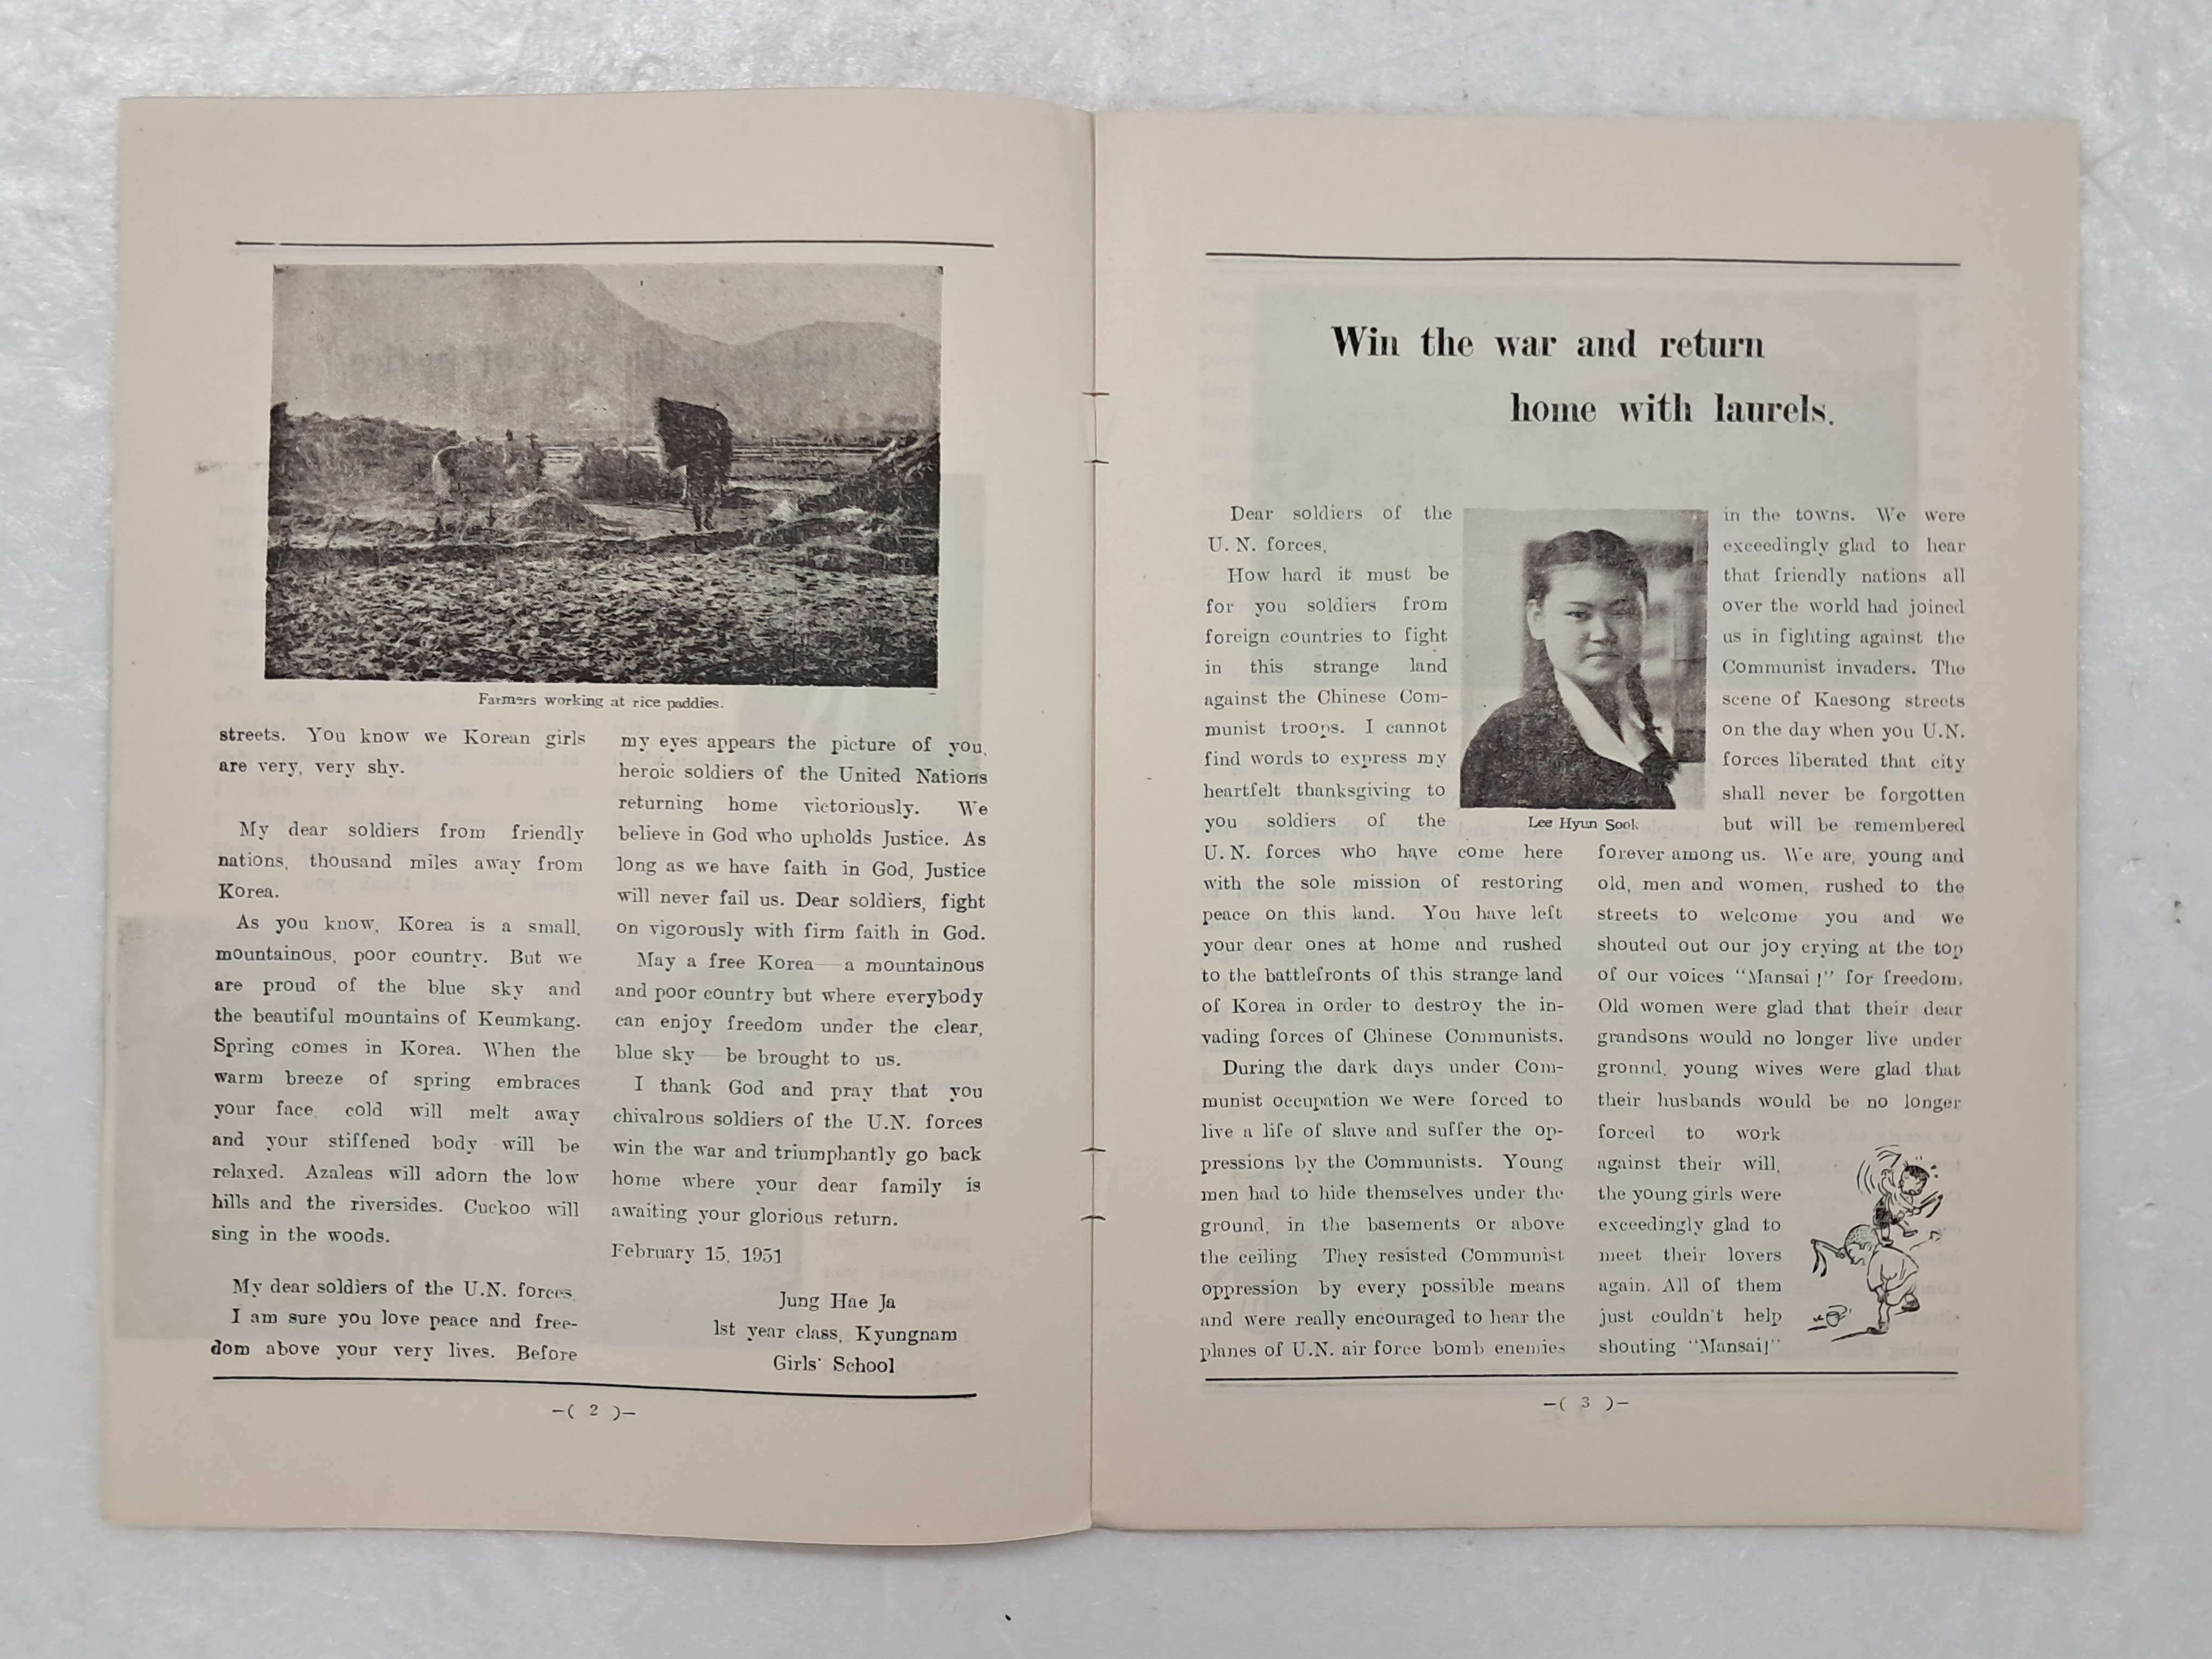 Farmers working at rice paddies.
streets. You know we Korean girls
are very, very shy.
My dear soldiers from friendly
nations, thousand miles away from
Korea.
As you know, Korea is a small,
mountainous, poor country. But we
are proud of the blue sky and
the beautiful mountains of Keumkang.
Spring comes in Korea. When the
warm breeze of spring embraces
your face cold will melt away
and your stiffened body will be
relaxed. Azaleas will adorn the low
hills and the riversides. Cuckoo will
sing in the woods.
My dear soldiers of the U.N. forces,
I am sure you love peace and free-
dom above your very lives. Before
my eyes appears the picture of you,
heroic soldiers of the United Nations
returning home victoriously. We
believe in God who upholds Justice. As
long as we have faith in God, Justice
will never fail us. Dear soldiers, fight
on vigorously with firm faith in God.
May a free Korea—a mountainous
and poor country but where everybody
can enjoy freedom under the clear,
blue sky—be brought to us.
I thank God and pray that you
chivalrous soldiers of the U.N. forces
win the war and triumphantly go back
home where your dear family is
awaiting your glorious return.
February 15, 1951
Jung Hae Ja
1st year class, Kyungnam
Girls' School
—( 2 )—
Win the war and return
home with laurels.
Dear soldiers of the
U. N. forces,
How hard it must be
for you soldiers from
foreign countries to fight
in this strange land
against the Chinese Com-
munist troops. I cannot
find words to express my
heartfelt thanksgiving to
you soldiers of the
Lee Hyun Sook
U. N. forces who have come here
with the sole mission of restoring
peace on this land. You have left
your dear ones at home and rushed
to the battlefronts of this strange land
of Korea in order to destroy the in-
vading forces of Chinese Communists.
During the dark days under Com-
munist occupation we were forced to
live a life of slave and suffer the op-
pressions by the Communists. Young
men had to hide themselves under the
ground, in the basements or above
the ceiling They resisted Communist
oppression by every possible means
and were really encouraged to hear the
planes of U.N. air force bomb enemies
in the towns. We were
exceedingly glad to hear
that friendly nations all
over the world had joined
us in fighting against the
Communist invaders. The
scene of Kaesong streets
on the day when you U.N.
forces liberated that city
shall never be forgotten
but will be remembered
forever among us. We are, young and
old, men and women, rushed to the
streets to welcome you and we
shouted out our joy crying at the top
of our voices "Mansai !" for freedom.
Old women were glad that their dear
grandsons would no longer live under
gronnd, young wives were glad that
their husbands would be no longer
forced to work
against their will,
the young girls were
exceedingly glad to
meet their lovers
again. All of them
just couldn't help
shouting "Mansai!"
—( 3 )—